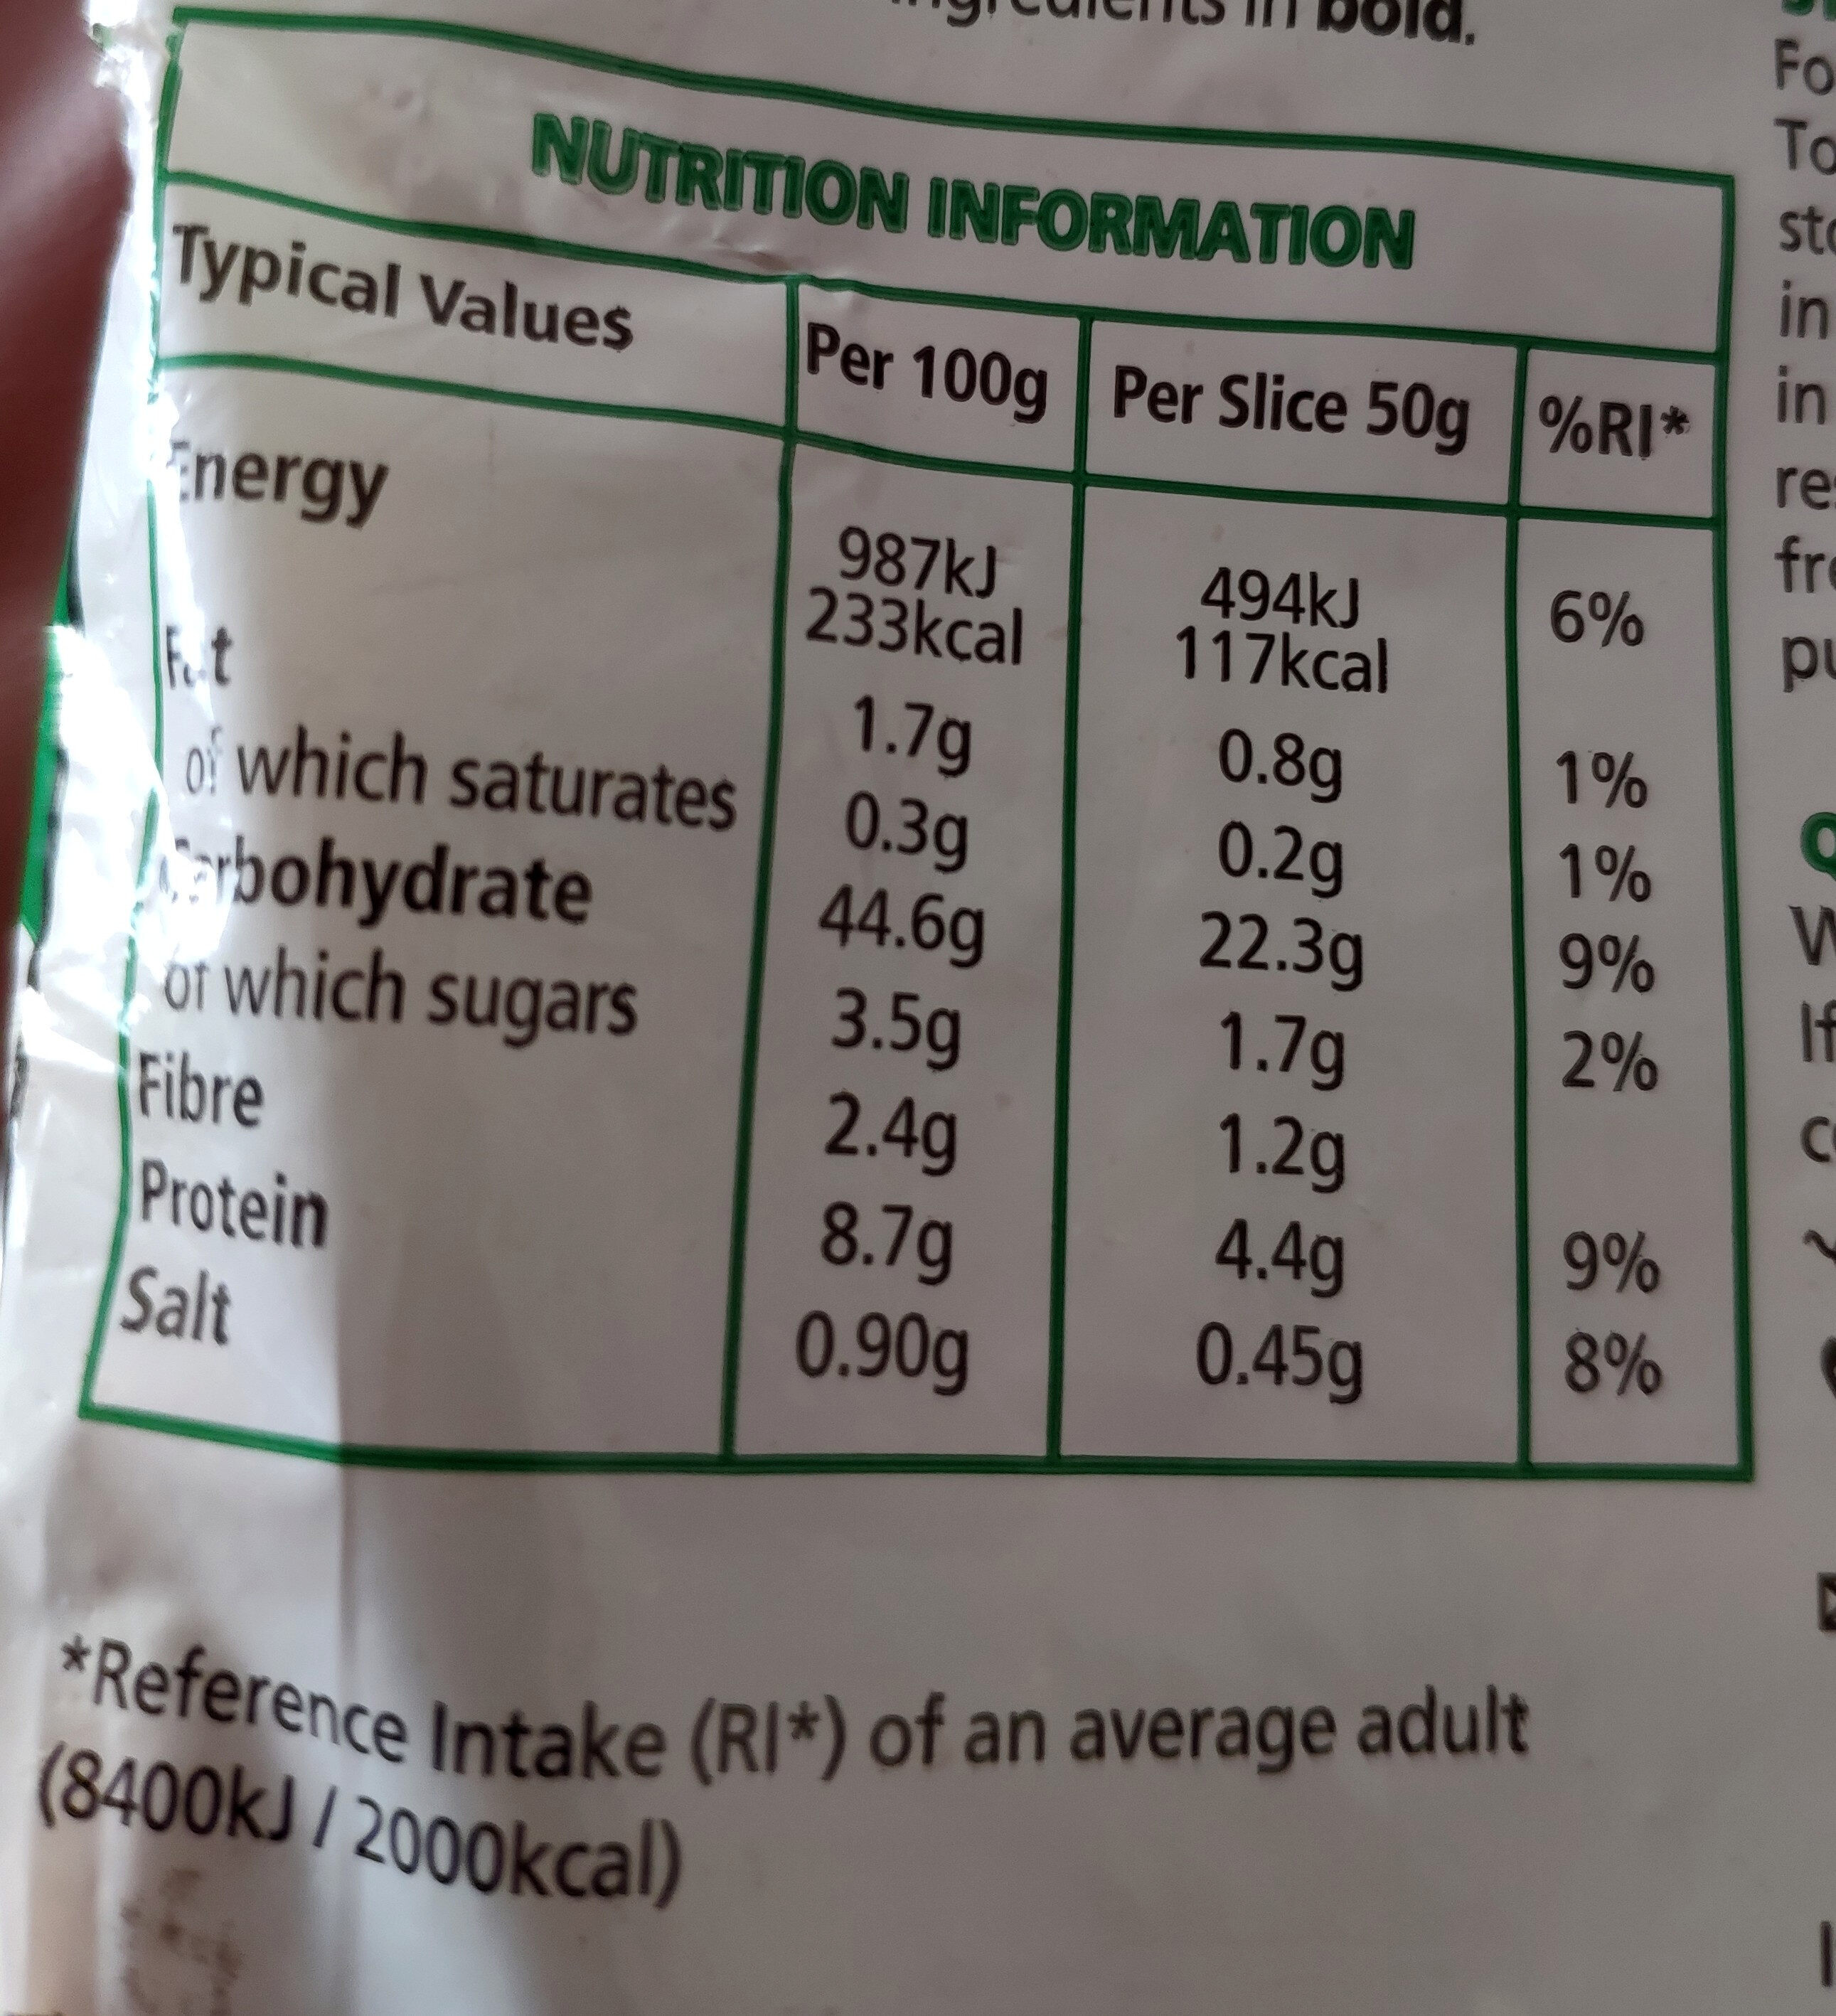 ingredients in bold.
NUTRITION INFORMATION
Typical Values Per 100g Per Slice 50g %RI*
Energy 987kJ 494kJ 6%
233kcal 117kcal
Fat 1.7g 0.8g 1%
of which saturates 0.3g 0.2g 1%
Carbohydrate 44.6g 22.3g 9%
of which sugars 3.5g 1.7g 2%
Fibre 2.4g 1.2g
Protein 8.7g 4.4g 9%
Salt 0.90g 0.45g 8%
*Reference Intake (RI*) of an average adult
(8400kJ / 2000kcal)
in
in